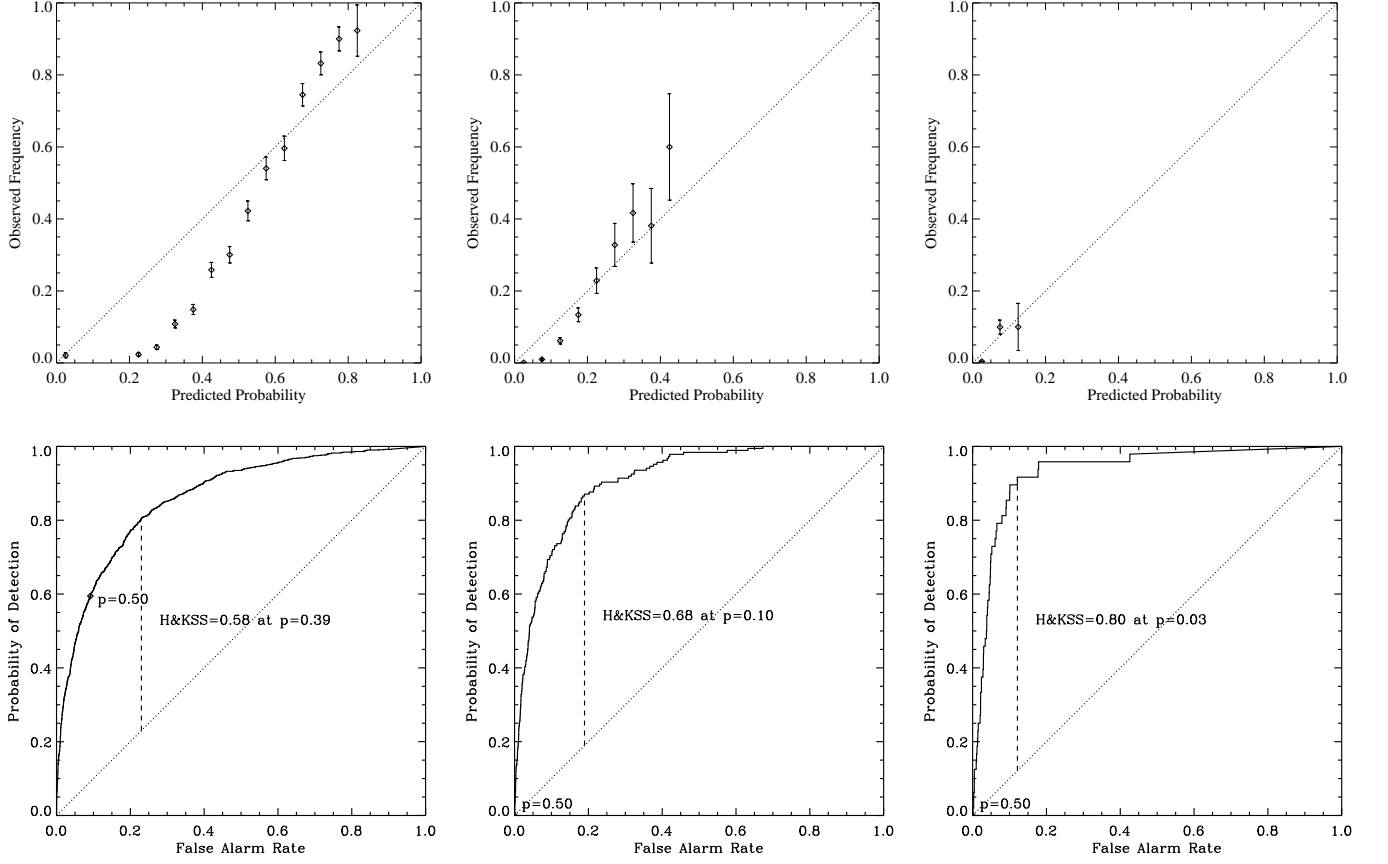 1.0 1.0 1.0
0.8 0.8 0.8
0.6 0.6 0.6
0.4 0.4 0.4
0.2 0.2 0.2
0.0 0.0 0.0
Observed Frequency
Observed Frequency
Observed Frequency
0.0 0.2 0.4 0.6 0.8 1.0
0.0 0.2 0.4 0.6 0.8 1.0
0.0 0.2 0.4 0.6 0.8 1.0
Predicted Probability
Predicted Probability
Predicted Probability
1.0 1.0 1.0
0.8 0.8 0.8
0.6 0.6 0.6
0.4 0.4 0.4
0.2 0.2 0.2
0.0 0.0 0.0
Probability of Detection
Probability of Detection
Probability of Detection
p=0.50
H&KSS=0.58 at p=0.39
H&KSS=0.68 at p=0.10
H&KSS=0.80 at p=0.03
p=0.50
p=0.50
0.0 0.2 0.4 0.6 0.8 1.0
0.0 0.2 0.4 0.6 0.8 1.0
0.0 0.2 0.4 0.6 0.8 1.0
False Alarm Rate
False Alarm Rate
False Alarm Rate